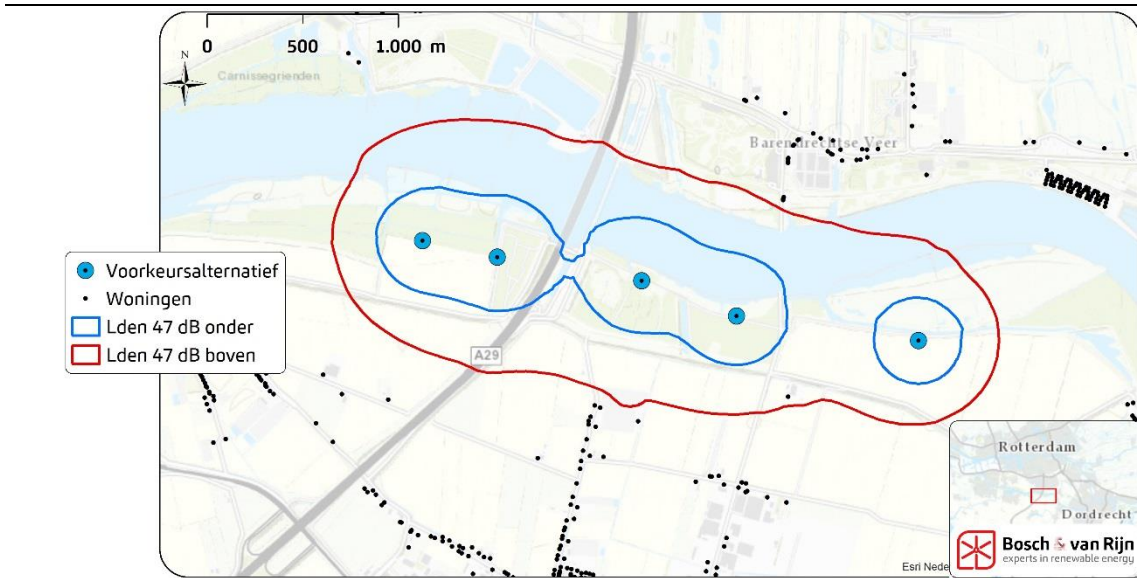 0 500 1.000 m
N
Carnissegrienden
Barendrechtse Veer
Voorkeursalternatief
Woningen
Lden 47 dB onder
Lden 47 dB boven
A29
Rotterdam
Dordrecht
Bosch & van Rijn
experts in renewable energy
Esri Nede